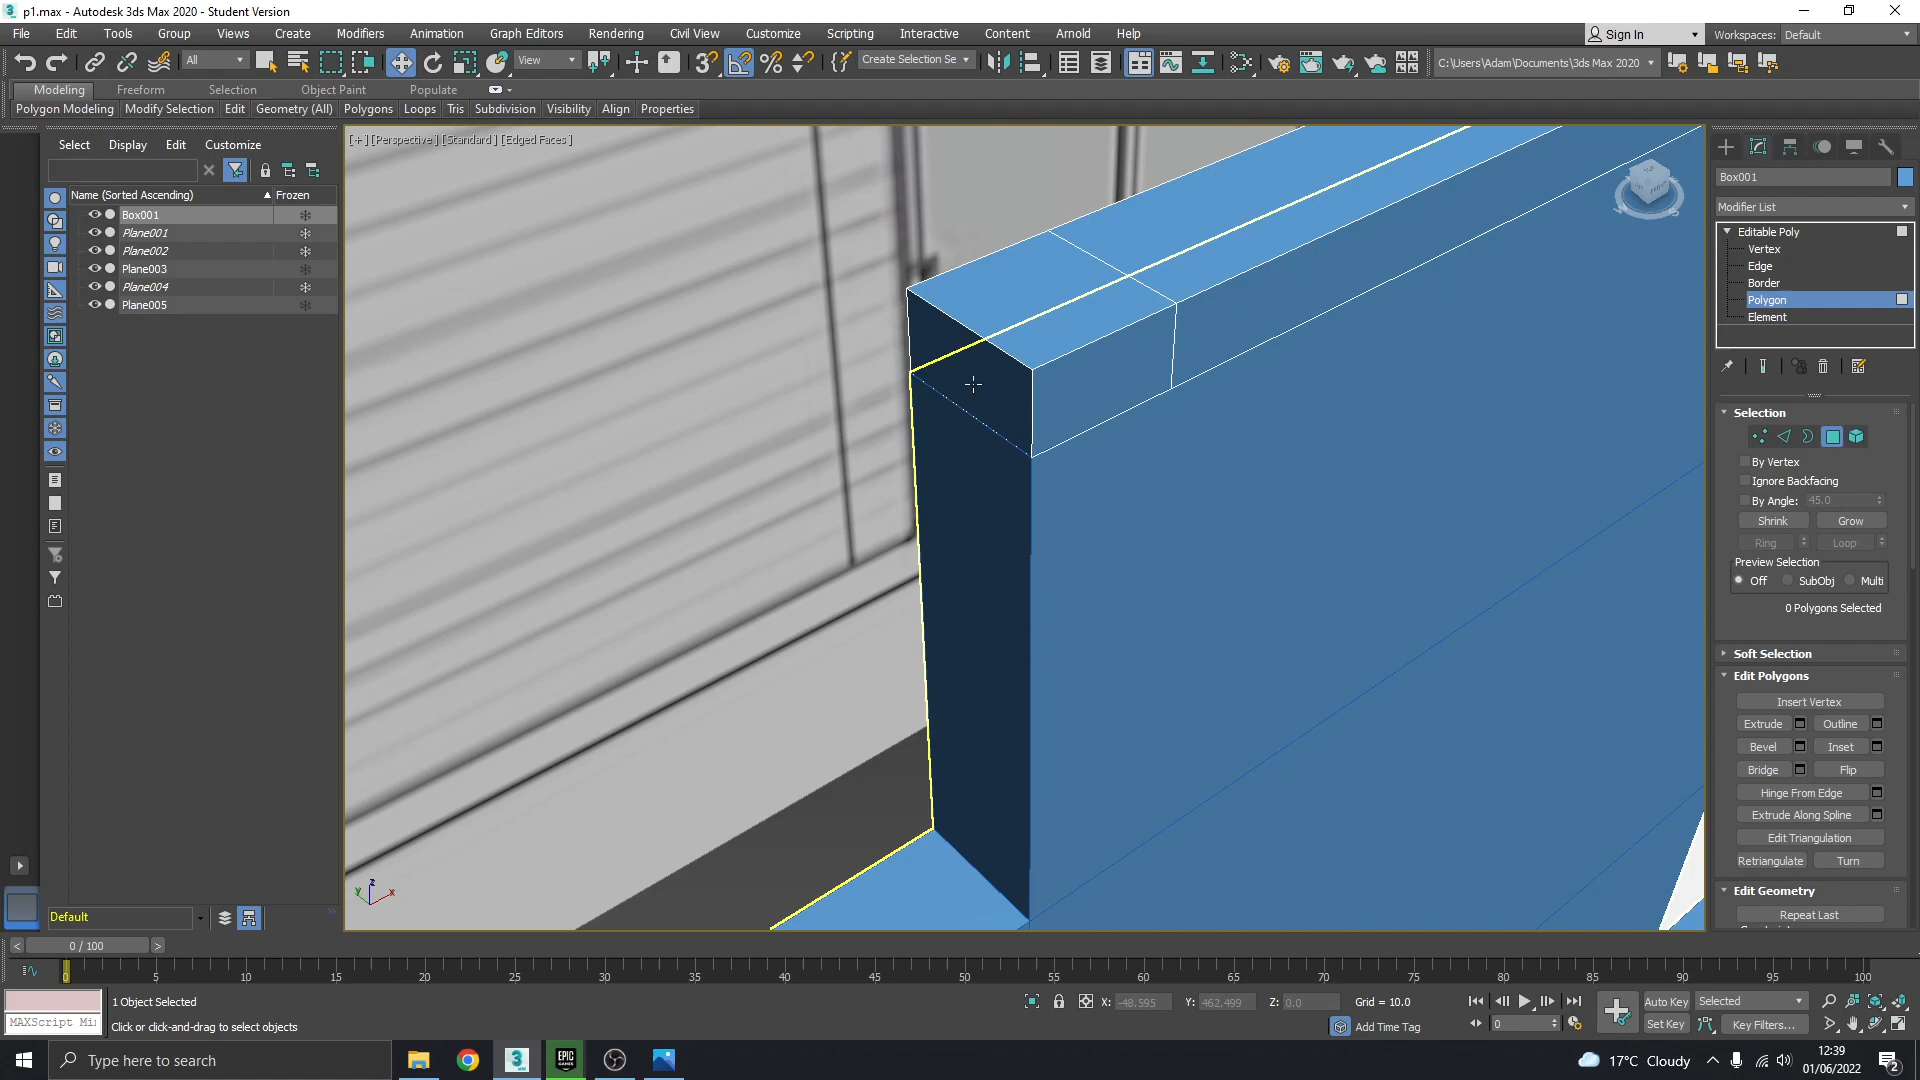 p1.max - Autodesk 3ds Max 2020 - Student Version
File Edit Tools Group Views Create Modifiers Animation Graph Editors Rendering Civil View Customize Scripting Interactive Content Arnold Help Sign In Workspaces: Default
All View Create Selection Se C:\Users\Adam\Documents\3ds Max 2020
Modeling Freeform Selection Object Paint Populate
Polygon Modeling Modify Selection Edit Geometry (All) Polygons Loops Tris Subdivision Visibility Align Properties
Select Display Edit Customize
[+] [Perspective] [Standard] [Edged Faces]
Name (Sorted Ascending) Frozen
Box001
Plane001
Plane002
Plane003
Plane004
Plane005
Box001
Modifier List
Editable Poly
Vertex
Edge
Border
Polygon
Element
Selection
By Vertex
Ignore Backfacing
By Angle: 45.0
Shrink Grow
Ring Loop
Preview Selection
Off SubObj Multi
0 Polygons Selected
Soft Selection
Edit Polygons
Insert Vertex
Extrude Outline
Bevel Inset
Bridge Flip
Hinge From Edge
Extrude Along Spline
Edit Triangulation
Retriangulate Turn
Edit Geometry
Repeat Last
z
y x
Default
< 0 / 100 >
0 5 10 15 20 25 30 35 40 45 50 55 60 65 70 75 80 85 90 95 100
1 Object Selected X: -48.595 Y: 462.499 Z: 0.0 Grid = 10.0 Auto Key Selected
MAXScript Mi Click or click-and-drag to select objects Add Time Tag 0 Set Key Key Filters...
Type here to search
3
EPIC GAMES
17°C Cloudy
12:39
01/06/2022
2